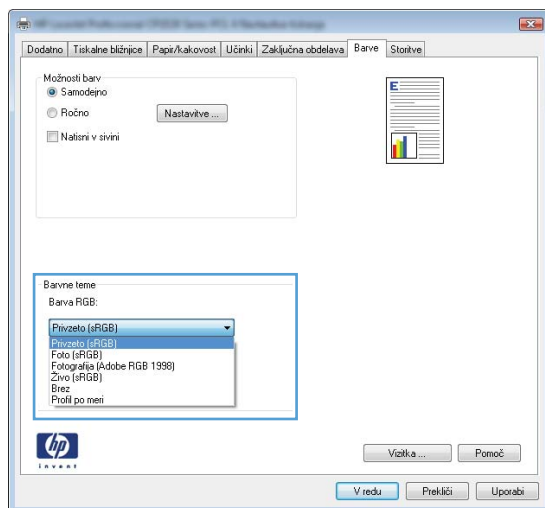 Dodatno Tiskalne bližnjice Papir/kakovost Učinki Zaključna obdelava Barve Storitve
Možnosti barv
Samodejno
Ročno
Nastavitve ...
Natisni v sivini
E
Barvne teme
Barva RGB:
Privzeto (sRGB)
Privzeto (sRGB)
Foto (sRGB)
Fotografija (Adobe RGB 1998)
Živo (sRGB)
Brez
Profil po meri
hp
invent
Vizitka ... Pomoč
V redu Prekliči Uporabi